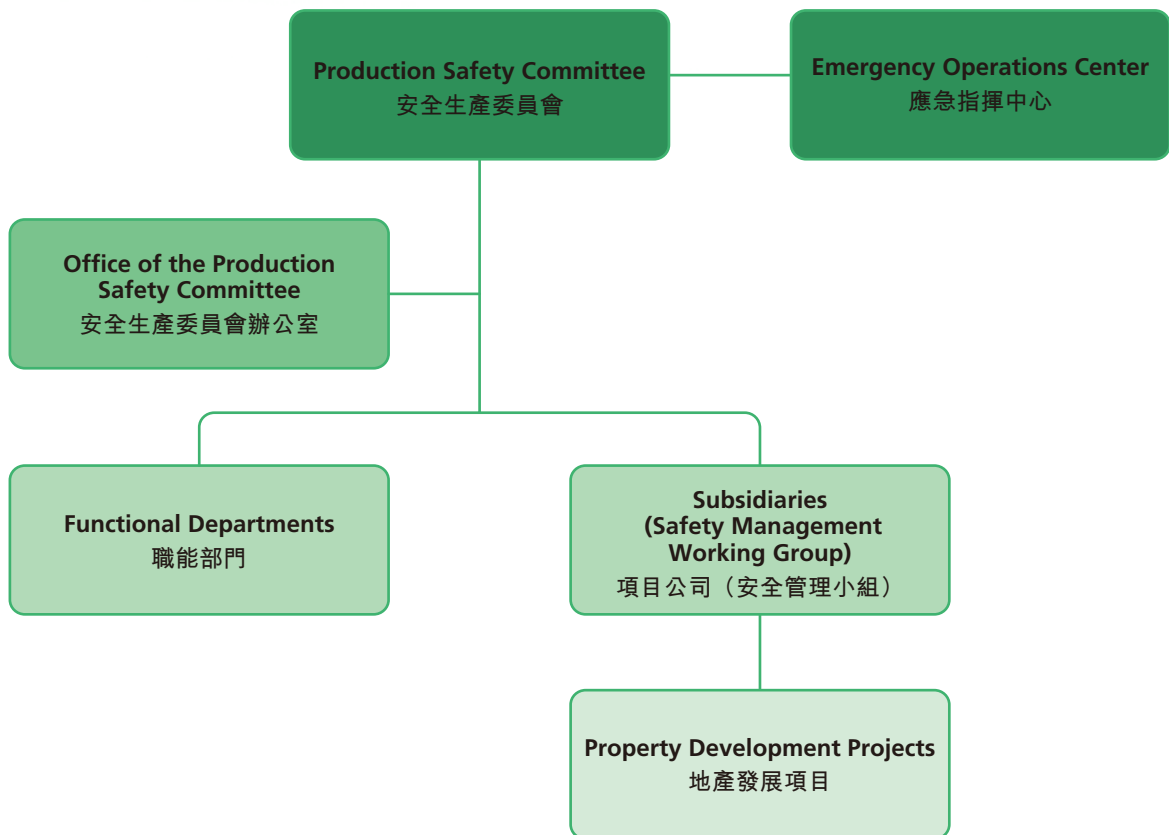 Production Safety Committee
安全生產委員會
Emergency Operations Center
應急指揮中心
Office of the Production
Safety Committee
安全生產委員會辦公室
Functional Departments
職能部門
Subsidiaries
(Safety Management
Working Group)
項目公司（安全管理小組）
Property Development Projects
地產發展項目